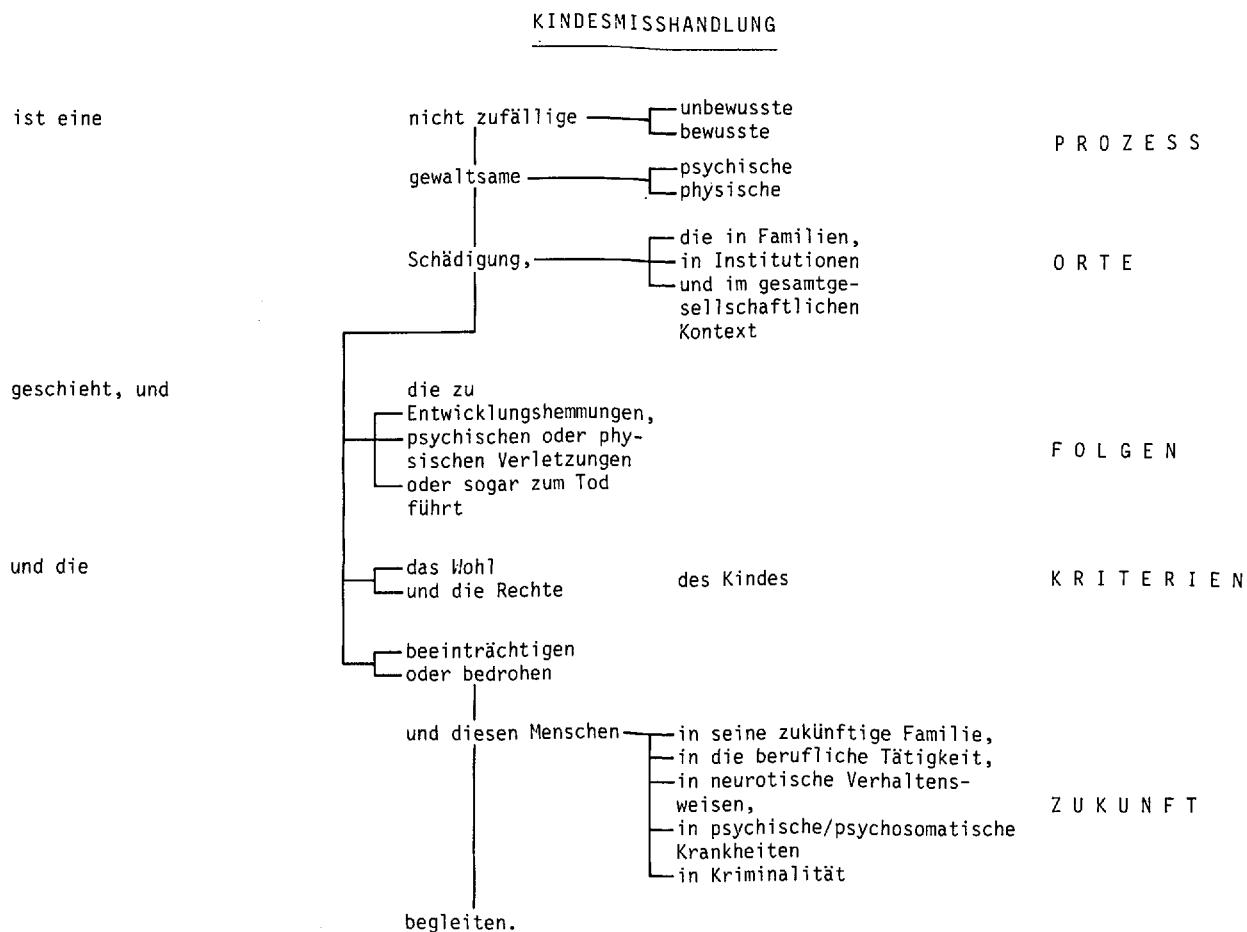 KINDESMISSHANDLUNG
ist eine
nicht zufällige
unbewusste
bewusste
PROZESS
gewaltsame
psychische
physische
Schädigung,
die in Familien,
in Institutionen
und im gesamtge-
sellschaftlichen
Kontext
ORTE
geschieht, und
die zu
Entwicklungshemmungen,
psychischen oder phy-
sischen Verletzungen
oder sogar zum Tod
führt
FOLGEN
und die
das Wohl
und die Rechte
des Kindes
KRITERIEN
beeinträchtigen
oder bedrohen
und diesen Menschen
in seine zukünftige Familie,
in die berufliche Tätigkeit,
in neurotische Verhaltens-
weisen,
in psychische/psychosomatische
Krankheiten
in Kriminalität
ZUKUNFT
begleiten.